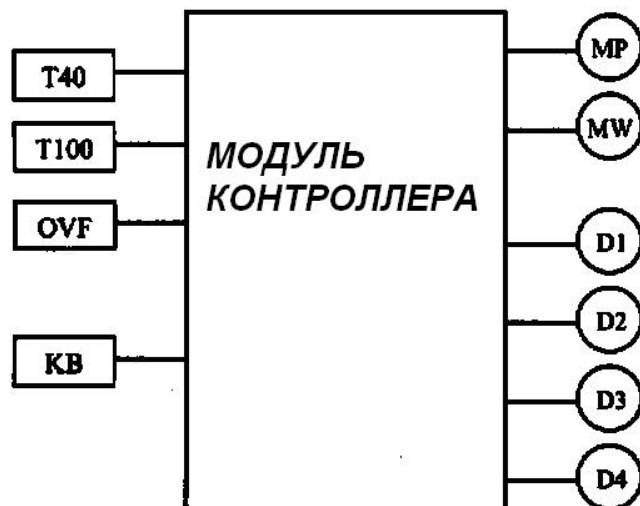 T40
T100
OVF
KB
МОДУЛЬ
КОНТРОЛЛЕРА
MP
MW
D1
D2
D3
D4